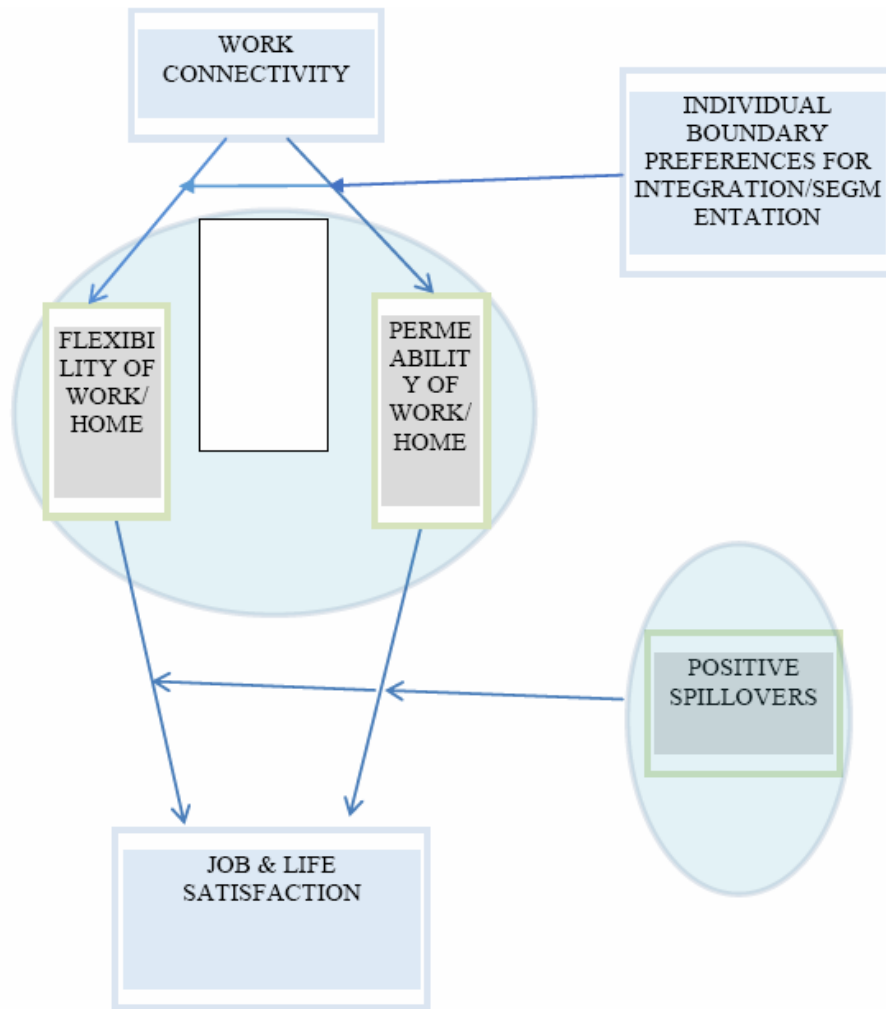 WORK
CONNECTIVITY
INDIVIDUAL
BOUNDARY
PREFERENCES FOR
INTEGRATION/SEGM
ENTATION
FLEXIBI
LITY OF
WORK/
HOME
PERME
ABILIT
Y OF
WORK/
HOME
POSITIVE
SPILLOVERS
JOB & LIFE
SATISFACTION